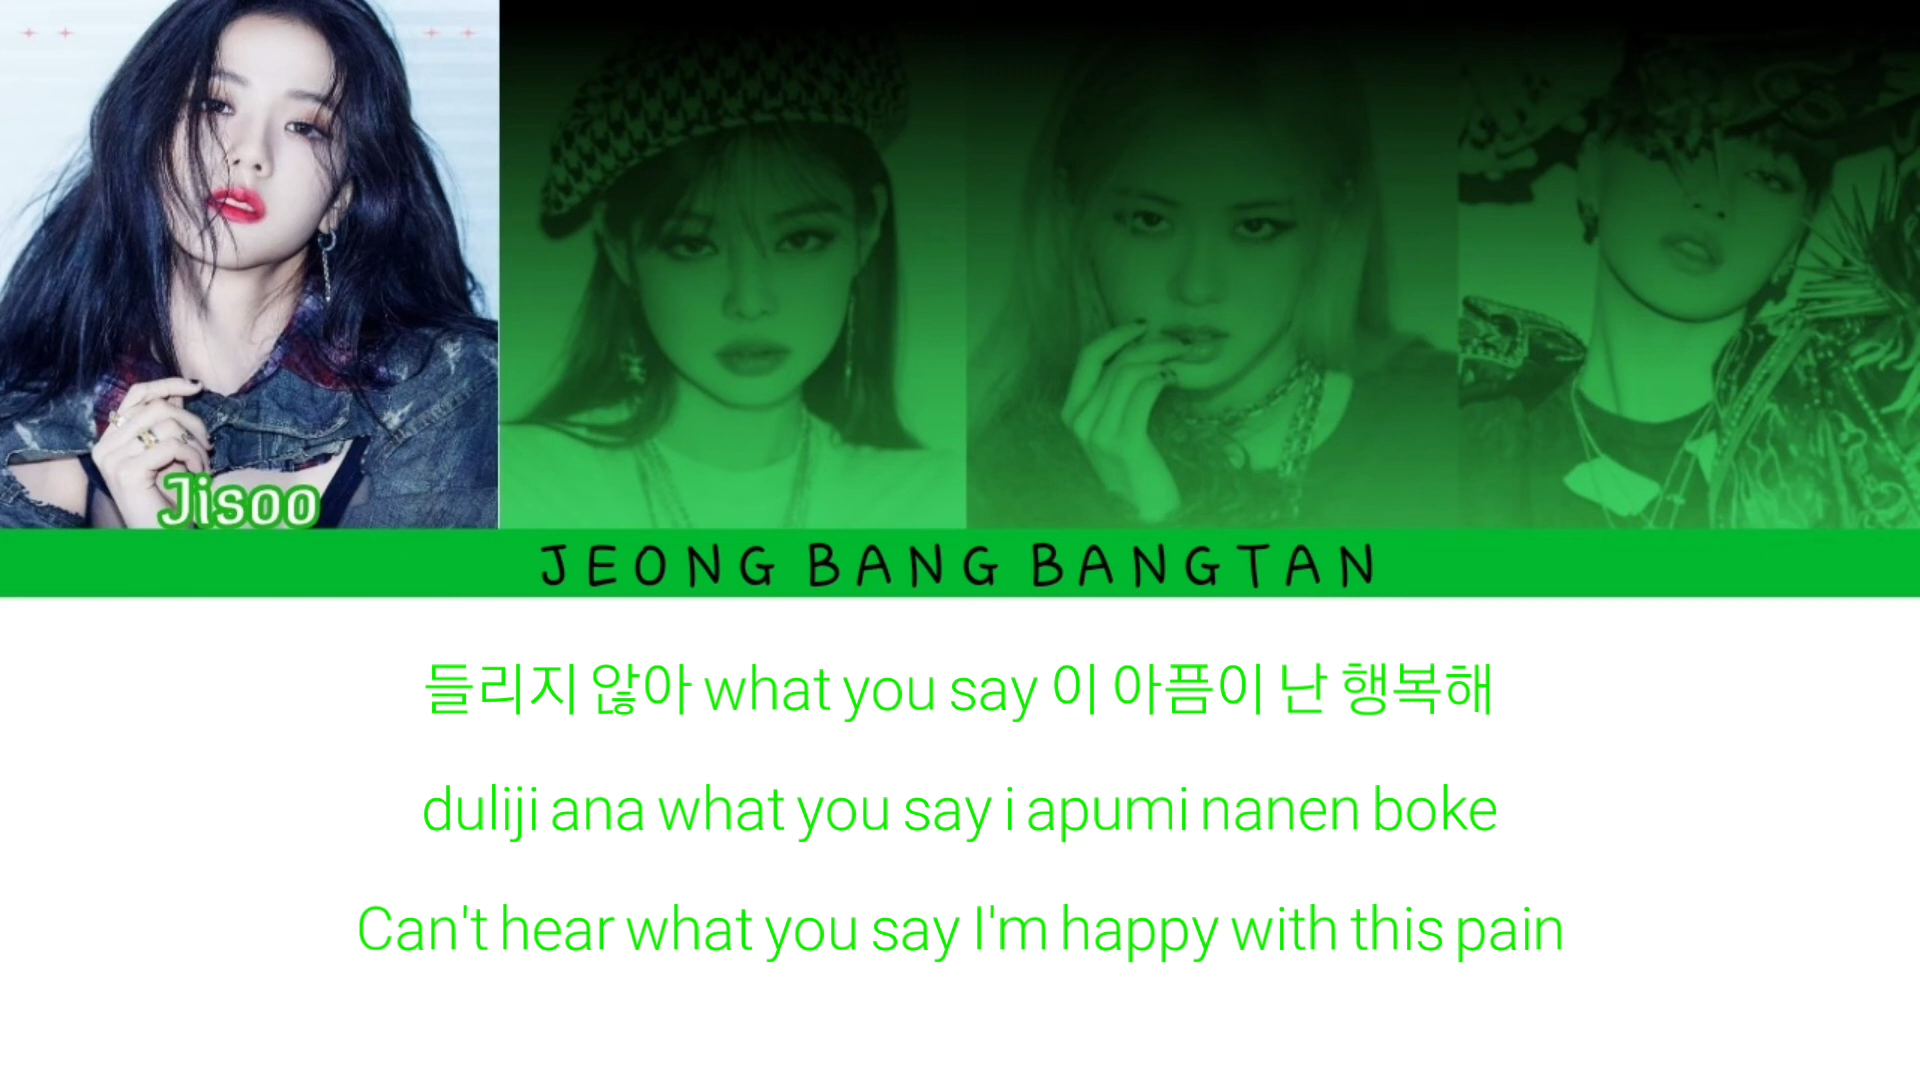 Jisoo
JEONG BANG BANGTAN
들리지 않아 what you say 이 아픔이 난 행복해
duliji ana what you say i apumi nanen boke
Can't hear what you say I'm happy with this pain